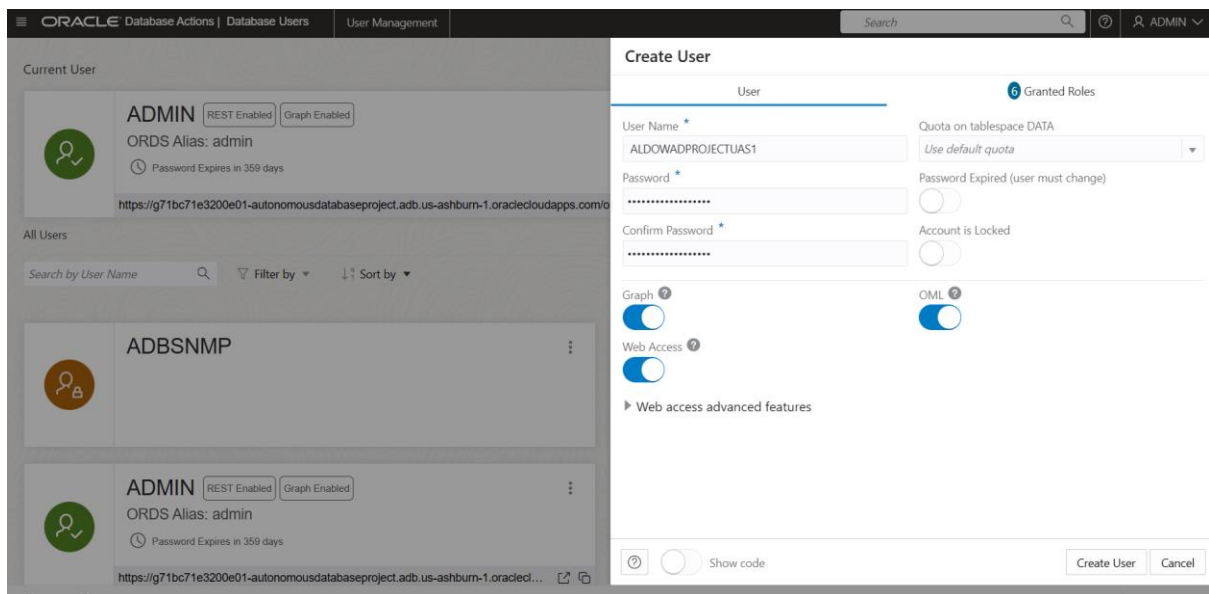 ORACLE Database Actions | Database Users User Management Search ADMIN
Current User
ADMIN REST Enabled Graph Enabled
ORDS Alias: admin
Password Expires in 359 days
https://g71bc71e3200e01-autonomousdatabaseproject.adb.us-ashburn-1.oraclecloudapps.com/o
All Users
Search by User Name Filter by Sort by
ADBSNMP
ADMIN REST Enabled Graph Enabled
ORDS Alias: admin
Password Expires in 359 days
https://g71bc71e3200e01-autonomousdatabaseproject.adb.us-ashburn-1.oraclecl...
Create User
User 6 Granted Roles
User Name * Quota on tablespace DATA
ALDOWADPROJECTUAS1 Use default quota
Password * Password Expired (user must change)
••••••••••••••••••
Confirm Password * Account is Locked
••••••••••••••••••
Graph ? OML ?
Web Access ?
Web access advanced features
? Show code Create User Cancel